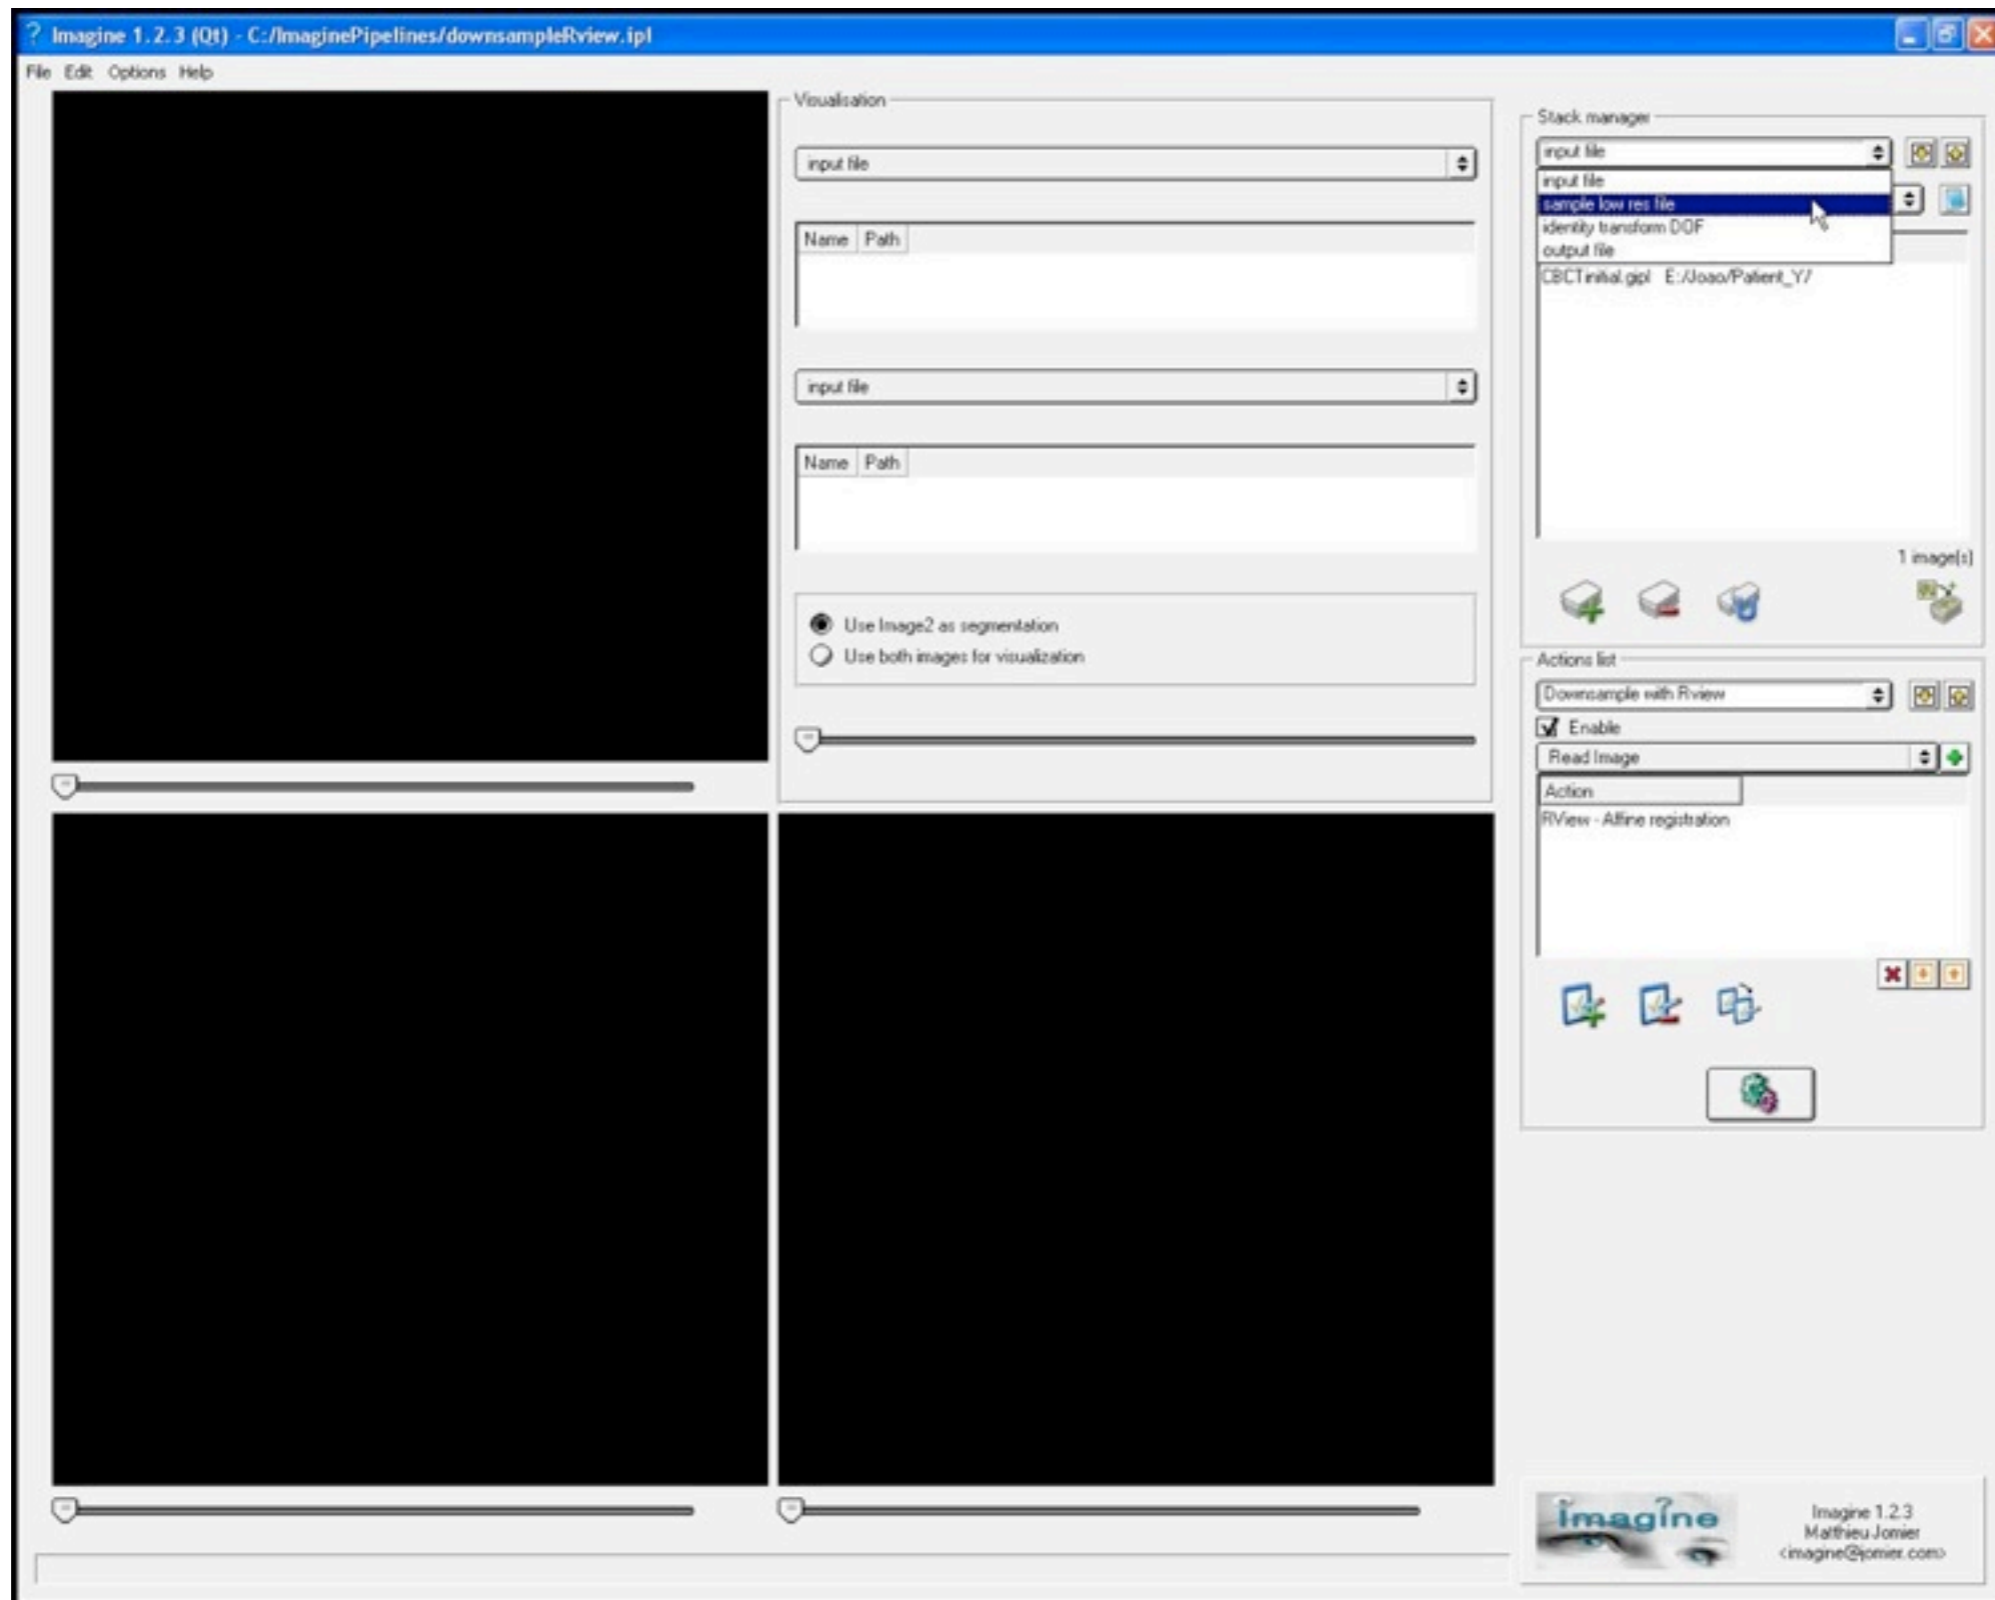 Imagine 1.2.3 (Qt) - C:/ImaginePipelines/downsampleRview.ipl
File Edit Options Help
Visualisation
input file
Name Path
input file
Name Path
Use Image2 as segmentation
Use both images for visualization
Stack manager
input file
input file
sample low res file
identity transform DOF
output file
CBCTinitial.gipl E:/Joao/Patient_Y/
1 image(s)
Actions list
Downsample with Rview
Enable
Read Image
Action
RView - Affine registration
imagine
Imagine 1.2.3
Matthieu Jomier
<imagine@jomier.com>